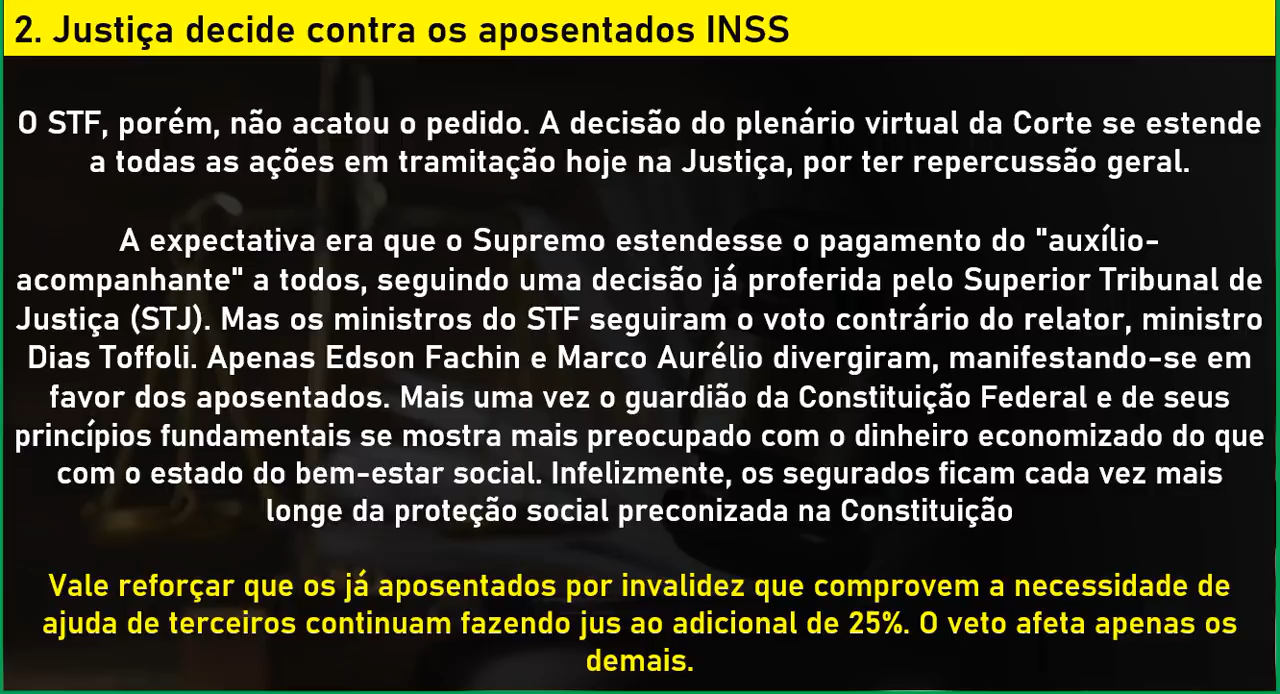 2. Justiça decide contra os aposentados INSS
O STF, porém, não acatou o pedido. A decisão do plenário virtual da Corte se estende
a todas as ações em tramitação hoje na Justiça, por ter repercussão geral.
A expectativa era que o Supremo estendesse o pagamento do "auxílio-
acompanhante" a todos, seguindo uma decisão já proferida pelo Superior Tribunal de
Justiça (STJ). Mas os ministros do STF seguiram o voto contrário do relator, ministro
Dias Toffoli. Apenas Edson Fachin e Marco Aurélio divergiram, manifestando-se em
favor dos aposentados. Mais uma vez o guardião da Constituição Federal e de seus
princípios fundamentais se mostra mais preocupado com o dinheiro economizado do que
com o estado do bem-estar social. Infelizmente, os segurados ficam cada vez mais
longe da proteção social preconizada na Constituição
Vale reforçar que os já aposentados por invalidez que comprovem a necessidade de
ajuda de terceiros continuam fazendo jus ao adicional de 25%. O veto afeta apenas os
demais.